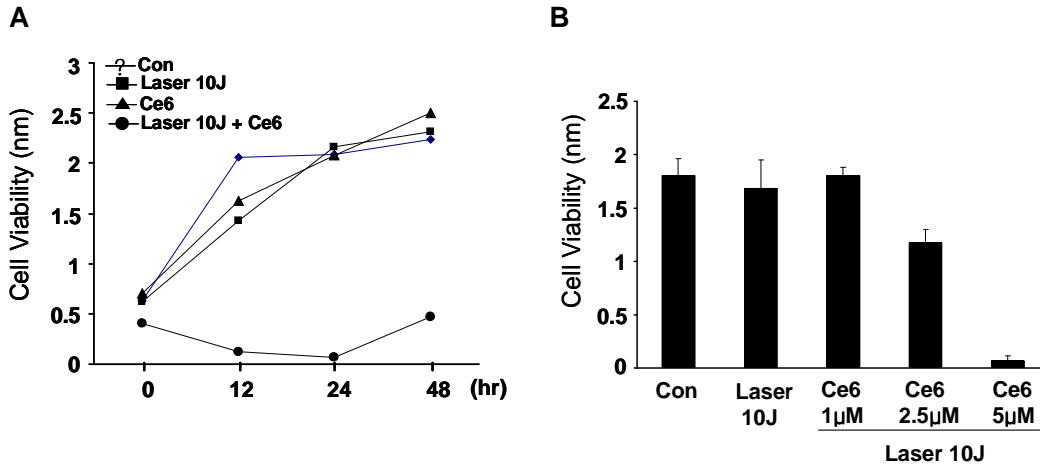 A
B
Cell Viability (nm)
3
2.5
2
1.5
1
0.5
0
? Con
Laser 10J
Ce6
Laser 10J + Ce6
0 12 24 48 (hr)
Cell Viability (nm)
2.5
2
1.5
1
0.5
0
Con Laser Ce6 Ce6 Ce6
10J 1µM 2.5µM 5µM
Laser 10J